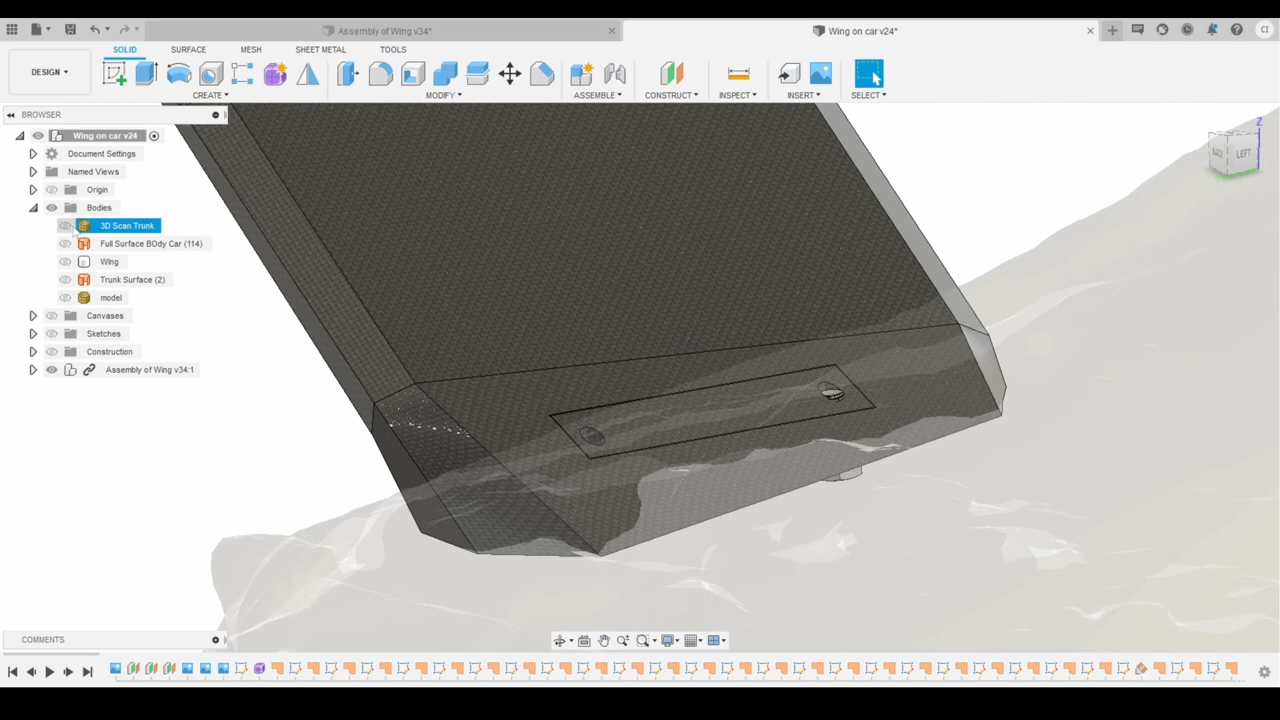 Assembly of Wing v34*
Wing on car v24*
CI
DESIGN
SOLID
SURFACE
MESH
SHEET METAL
TOOLS
CREATE
MODIFY
ASSEMBLE
CONSTRUCT
INSPECT
INSERT
SELECT
BROWSER
Wing on car v24
Document Settings
Named Views
Origin
Bodies
3D Scan Trunk
Full Surface BOdy Car (114)
Wing
Trunk Surface (2)
model
Canvases
Sketches
Construction
Assembly of Wing v34:1
Z
BACK
LEFT
COMMENTS